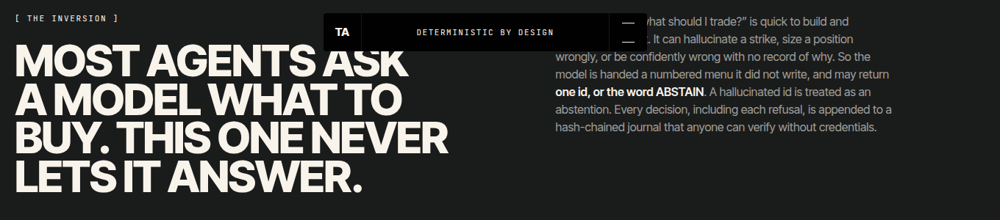 [ THE INVERSION ]
MOST AGENTS ASK
A MODEL WHAT TO
BUY. THIS ONE NEVER
LETS IT ANSWER.
TA
DETERMINISTIC BY DESIGN
what should I trade?” is quick to build and
. It can hallucinate a strike, size a position
wrongly, or be confidently wrong with no record of why. So the
model is handed a numbered menu it did not write, and may return
one id, or the word ABSTAIN. A hallucinated id is treated as an
abstention. Every decision, including each refusal, is appended to a
hash-chained journal that anyone can verify without credentials.